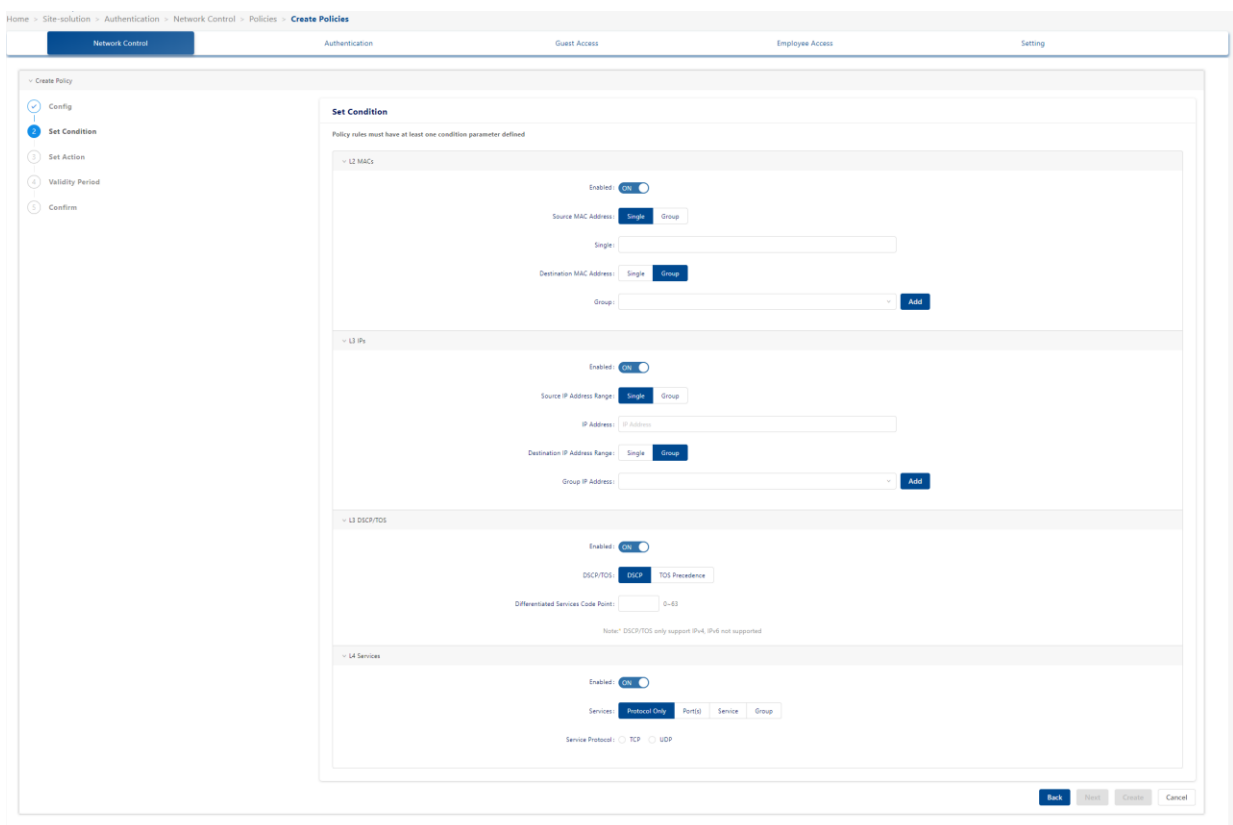 Home > Site-solution > Authentication > Network Control > Policies > Create Policies
Network Control Authentication Guest Access Employee Access Setting
Create Policy
Config
2 Set Condition
3 Set Action
4 Validity Period
5 Confirm
Set Condition
Policy rules must have at least one condition parameter defined
L2 MACs
Enabled: ON
Source MAC Address: Single Group
Single:
Destination MAC Address: Single Group
Group: Add
L3 IPs
Enabled: ON
Source IP Address Range: Single Group
IP Address: IP Address
Destination IP Address Range: Single Group
Group IP Address: Add
L3 DSCP/TOS
Enabled: ON
DSCP/TOS: DSCP TOS Precedence
Differentiated Services Code Point: 0~63
Note:* DSCP/TOS only support IPv4, IPv6 not supported
L4 Services
Enabled: ON
Services: Protocol Only Port(s) Service Group
Service Protocol: TCP UDP
Back Next Create Cancel